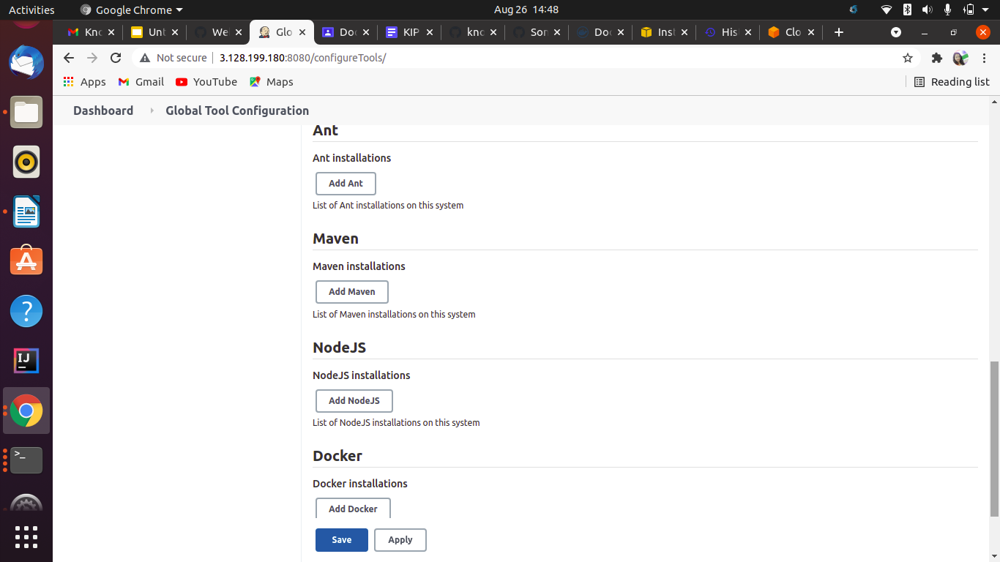 Activities Google Chrome Aug 26 14:48
Knc Unt We Glo Doc KIP knc Son Doc Inst His Clo
Not secure 3.128.199.180:8080/configureTools/
Apps Gmail YouTube Maps Reading list
Dashboard Global Tool Configuration
Ant
Ant installations
Add Ant
List of Ant installations on this system
Maven
Maven installations
Add Maven
List of Maven installations on this system
NodeJS
NodeJS installations
Add NodeJS
List of NodeJS installations on this system
Docker
Docker installations
Add Docker
Save Apply